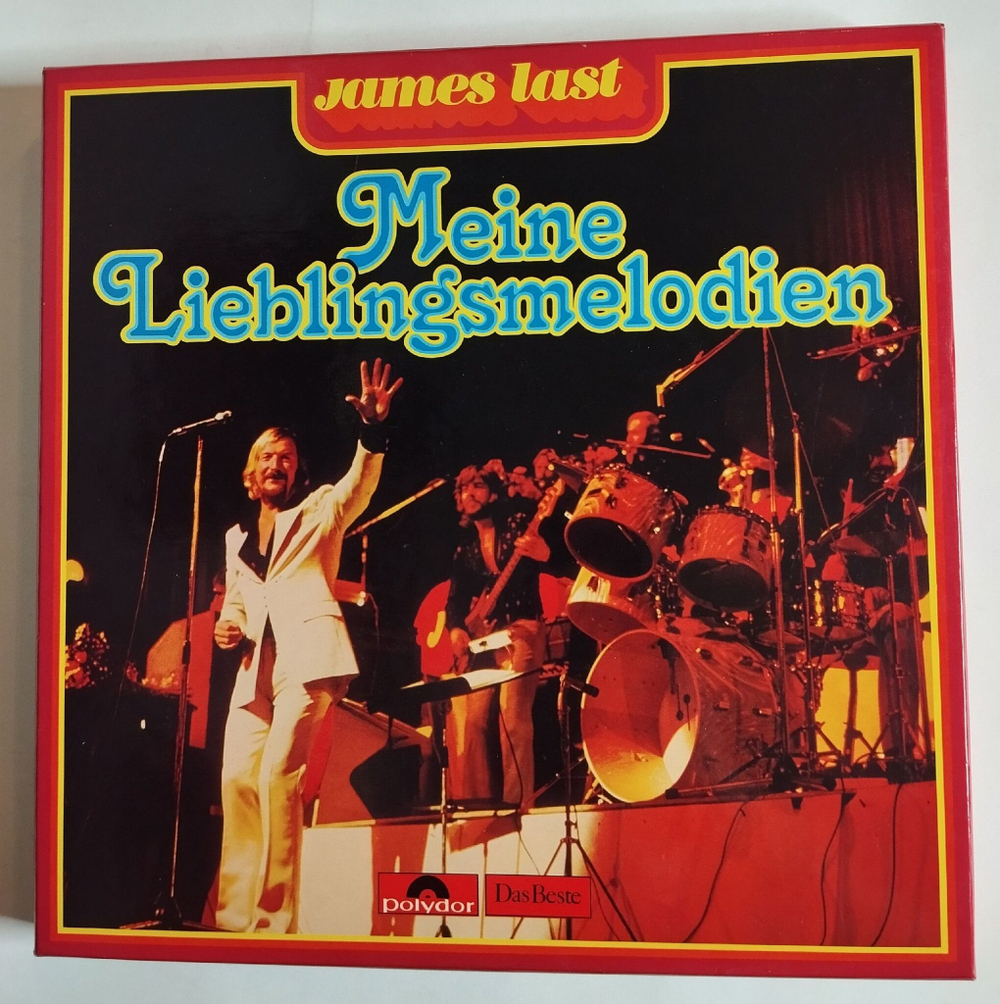 james last
Meine
Lieblingsmelodien
polydor
Das Beste